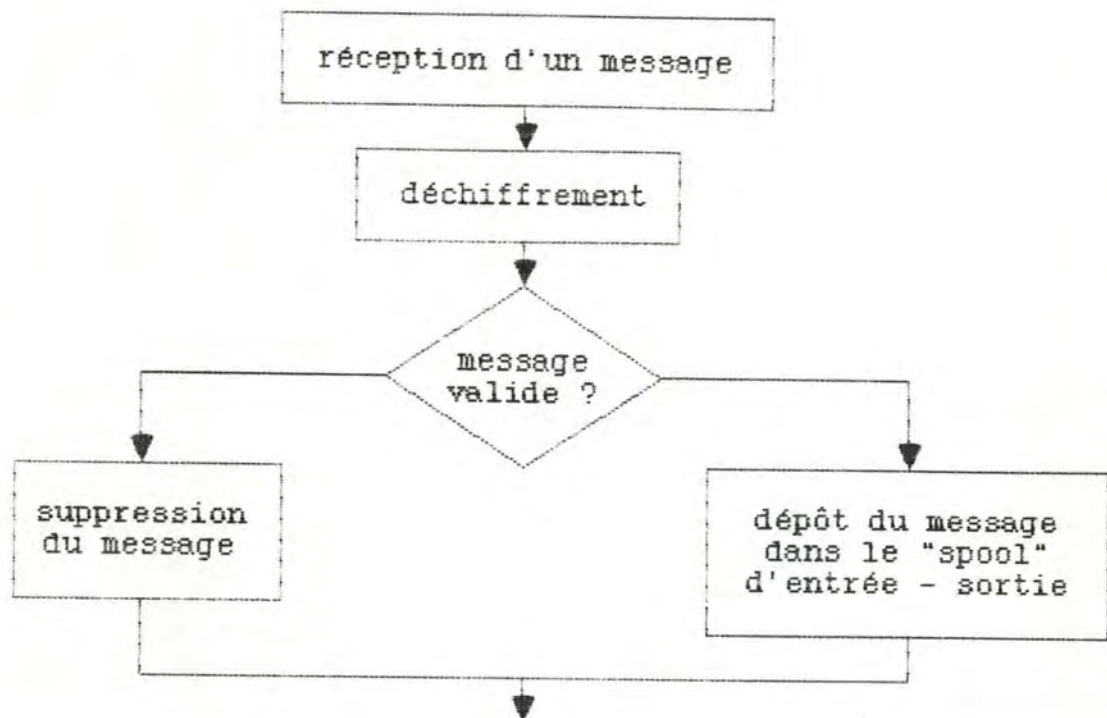 réception d'un message
déchiffrement
message
valide ?
suppression
du message
dépôt du message
dans le "spool"
d'entrée - sortie